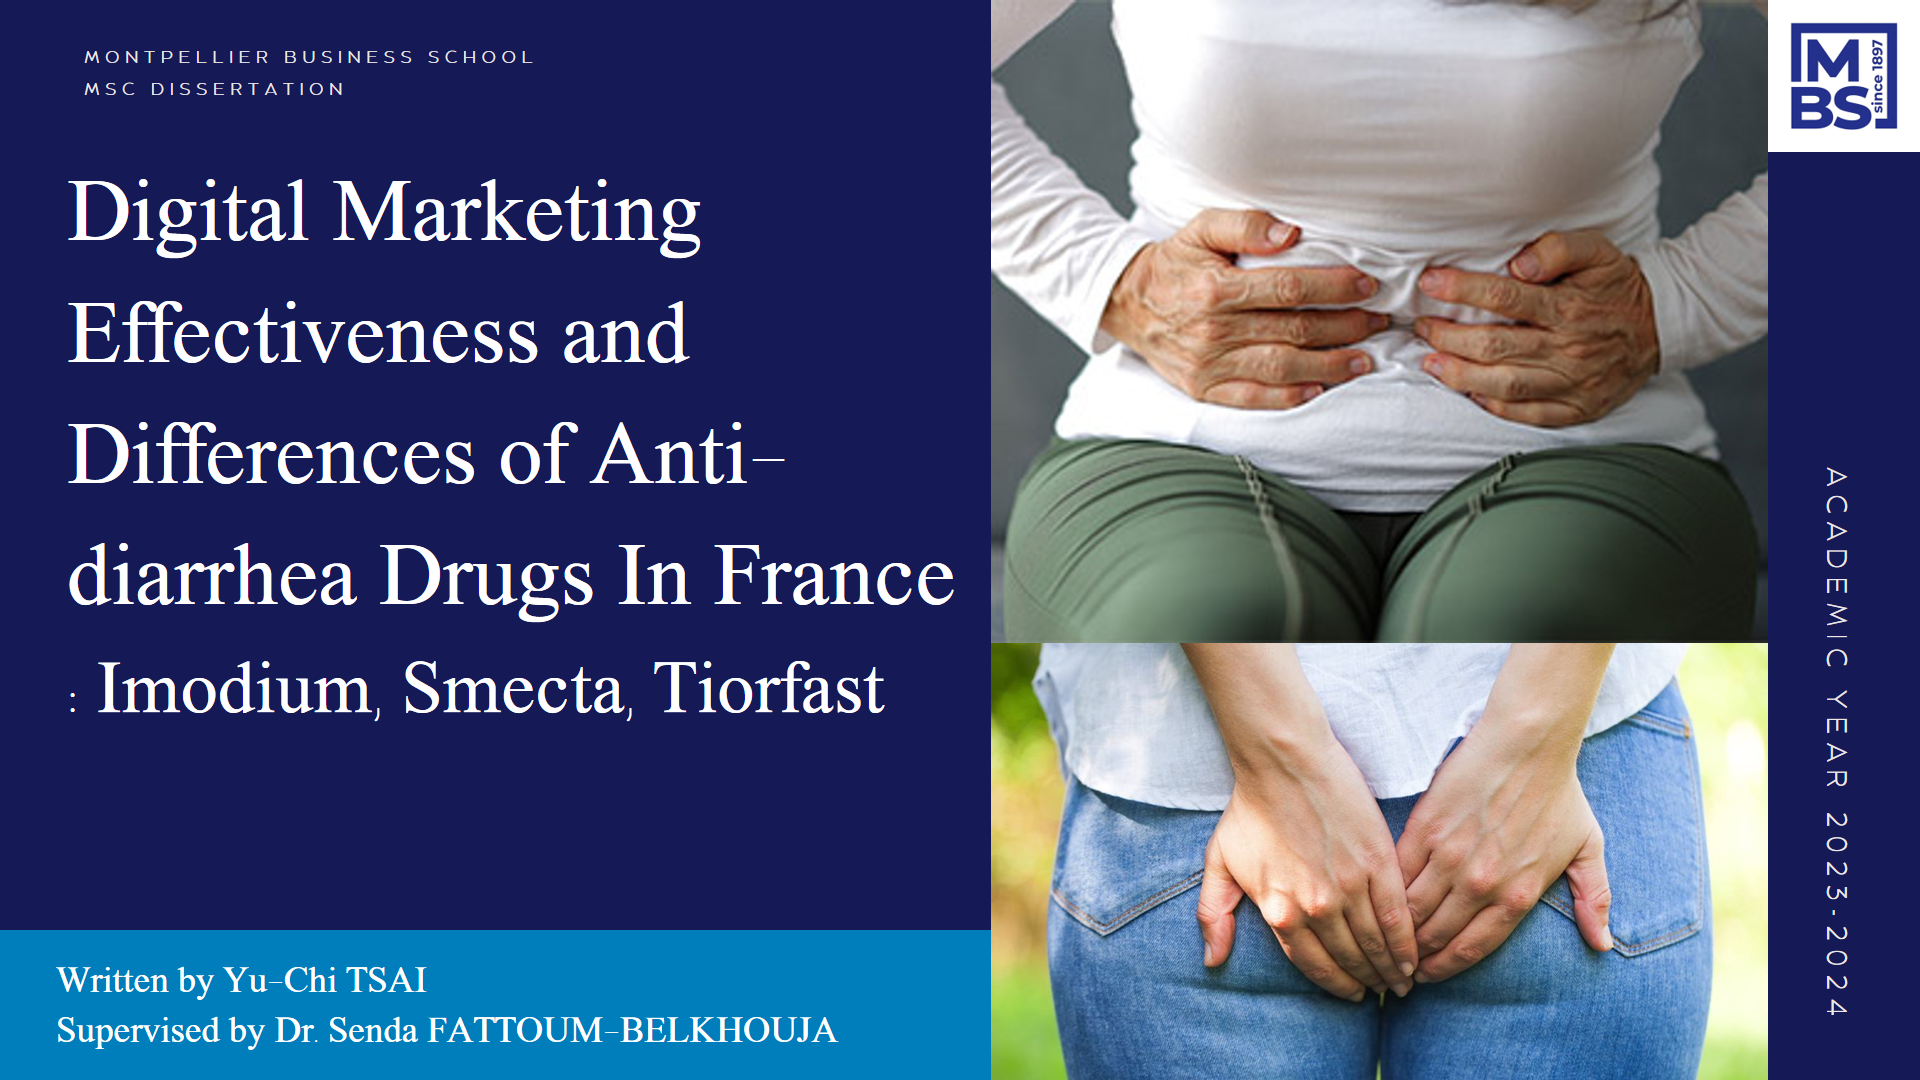 MONTPELLIER BUSINESS SCHOOL
MSC DISSERTATION
Digital Marketing
Effectiveness and
Differences of Anti-
diarrhea Drugs In France
: Imodium, Smecta, Tiorfast
Written by Yu-Chi TSAI
Supervised by Dr. Senda FATTOUM-BELKHOUJA
MBS since 1897
ACADEMIC YEAR 2023-2024